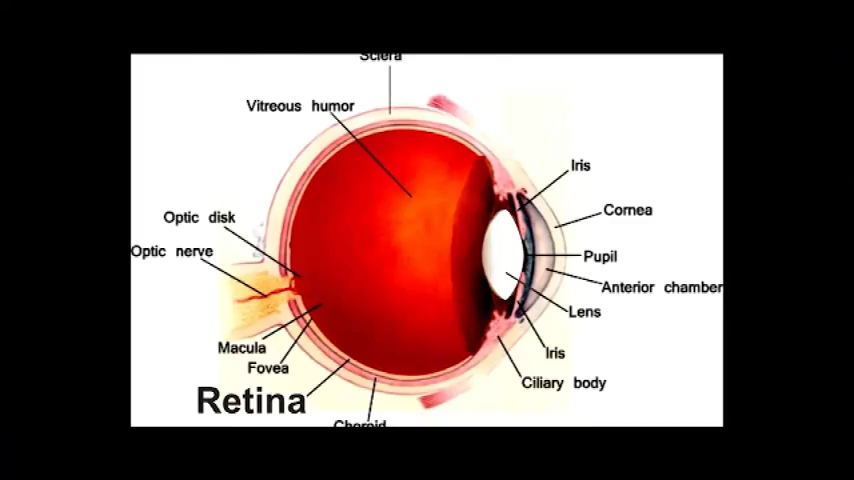 Sclera
Vitreous humor
Iris
Cornea
Optic disk
Optic nerve
Pupil
Anterior chamber
Lens
Macula
Iris
Fovea
Ciliary body
Retina
Choroid